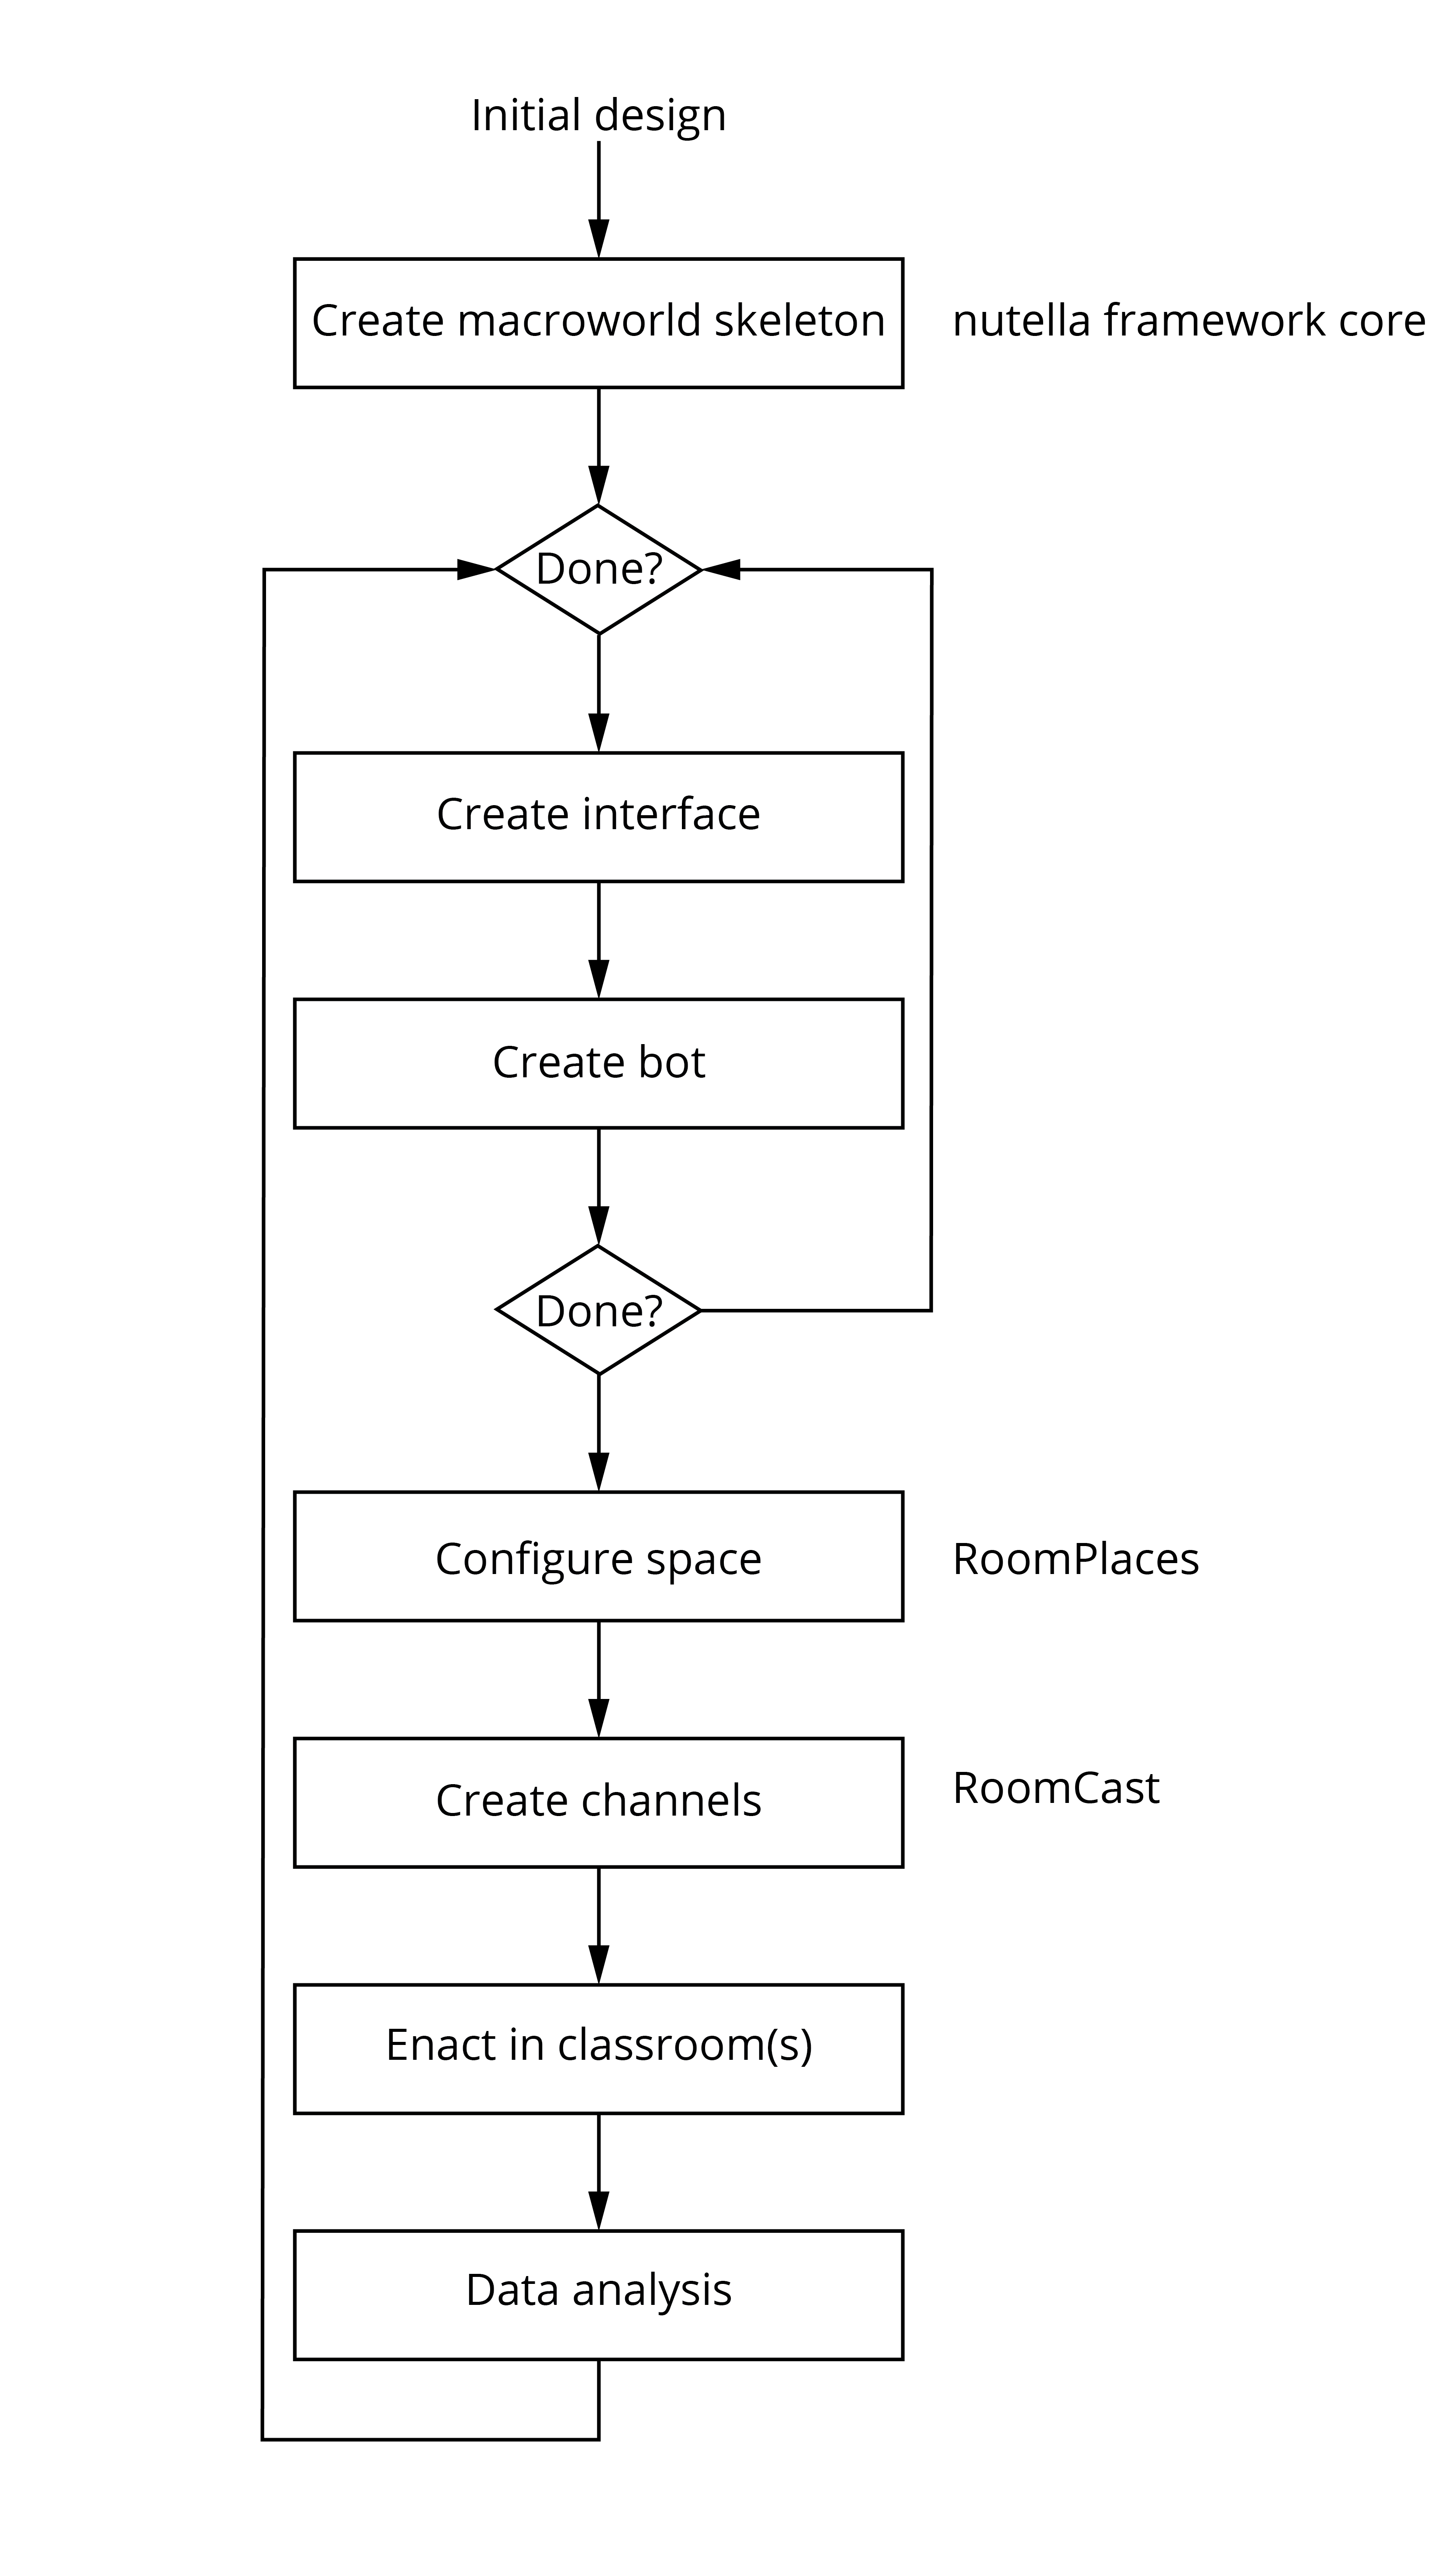 Initial design
Create macroworld skeleton
nutella framework core
Done?
Create interface
Create bot
Done?
Configure space
RoomPlaces
Create channels
RoomCast
Enact in classroom(s)
Data analysis